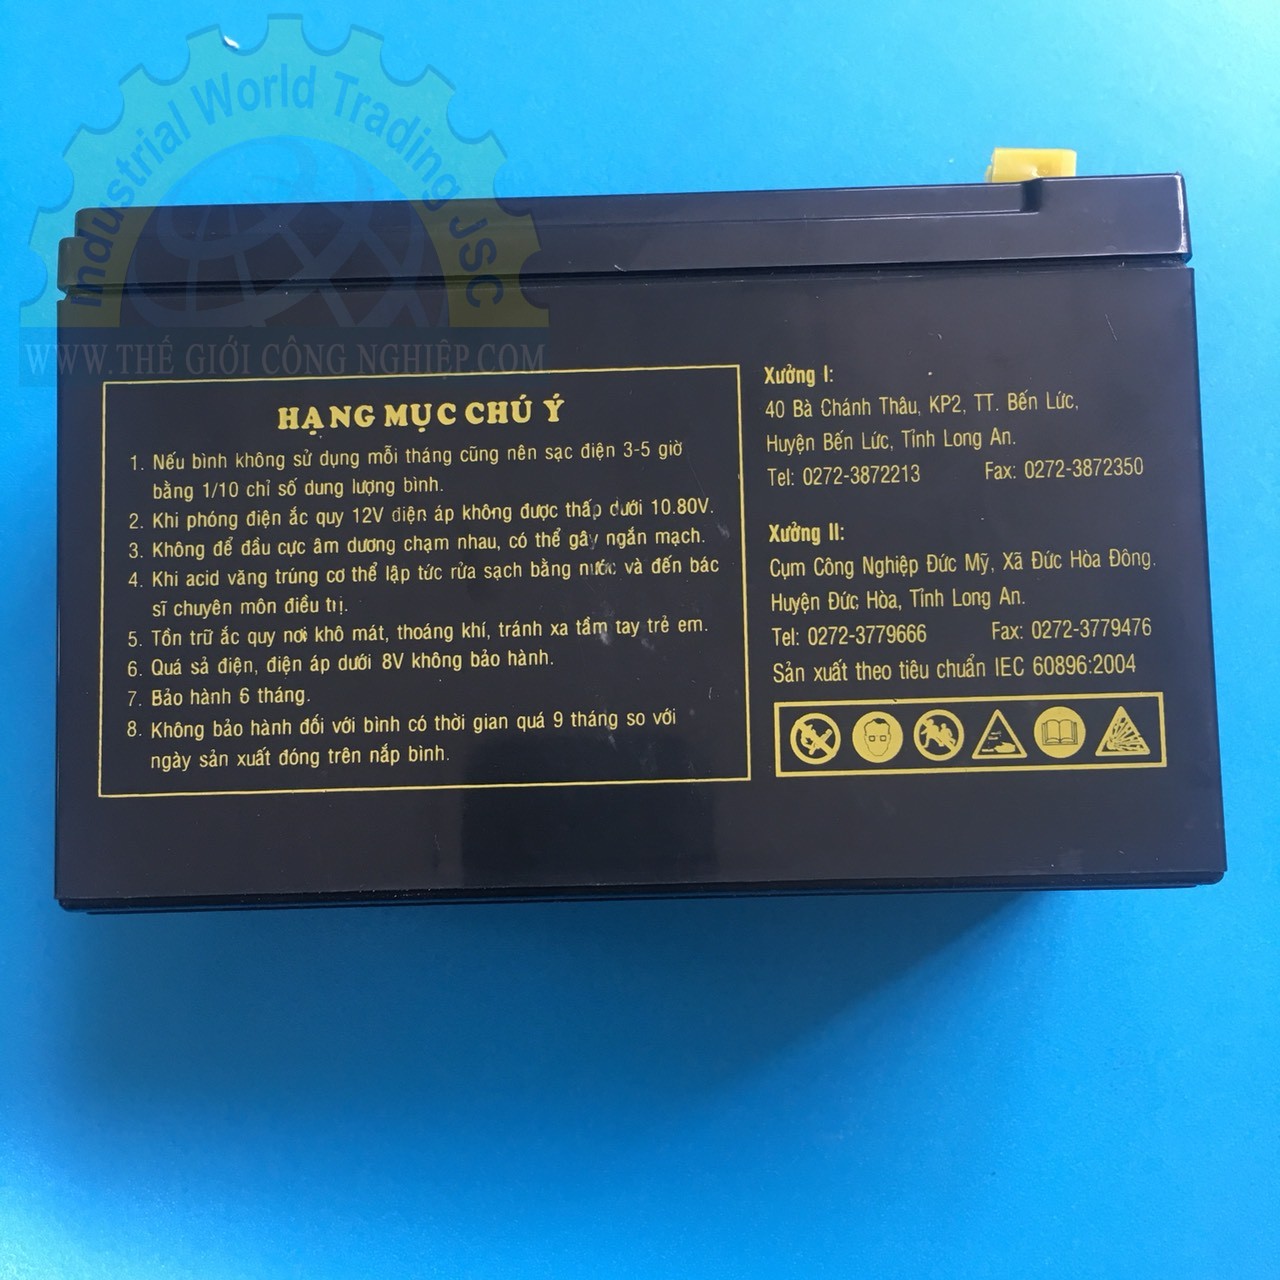 Industrial World Trading JSC
WWW.THẾ GIỚI CÔNG NGHIỆP.COM
HẠNG MỤC CHÚ Ý
1. Nếu bình không sử dụng mỗi tháng cũng nên sạc điện 3-5 giờ
bằng 1/10 chỉ số dung lượng bình.
2. Khi phóng điện ắc quy 12V điện áp không được thấp dưới 10.80V.
3. Không để đầu cực âm dương chạm nhau, có thể gây ngắn mạch.
4. Khi acid văng trúng cơ thể lập tức rửa sạch bằng nước và đến bác
sĩ chuyên môn điều trị.
5. Tồn trữ ắc quy nơi khô mát, thoáng khí, tránh xa tầm tay trẻ em.
6. Quá sả điện, điện áp dưới 8V không bảo hành.
7. Bảo hành 6 tháng.
8. Không bảo hành đối với bình có thời gian quá 9 tháng so với
ngày sản xuất đóng trên nắp bình.
Xưởng I:
40 Bà Chánh Thâu, KP2, TT. Bến Lức,
Huyện Bến Lức, Tỉnh Long An.
Tel: 0272-3872213 Fax: 0272-3872350
Xưởng II:
Cụm Công Nghiệp Đức Mỹ, Xã Đức Hòa Đông.
Huyện Đức Hòa, Tỉnh Long An.
Tel: 0272-3779666 Fax: 0272-3779476
Sản xuất theo tiêu chuẩn IEC 60896:2004